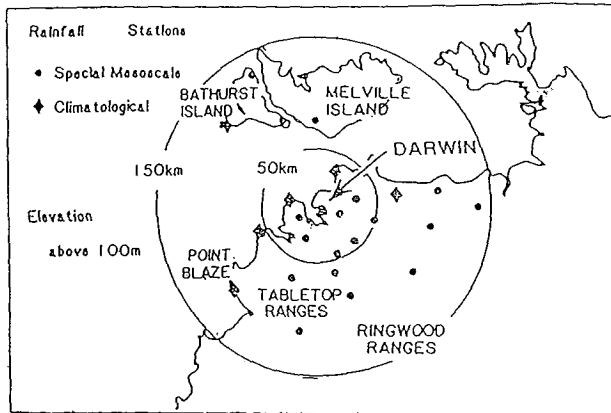 Rainfall Stations
Special Mesoscale
Climatological
BATHURST
ISLAND
MELVILLE
ISLAND
DARWIN
150km
50km
Elevation
above 100m
POINT
BLAZE
TABLETOP
RANGES
RINGWOOD
RANGES